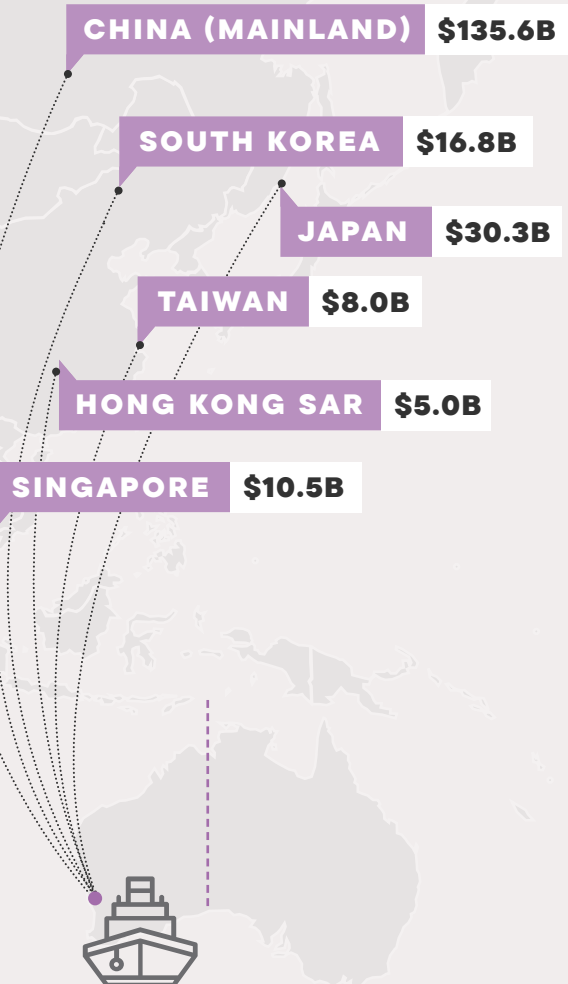 CHINA (MAINLAND) $135.6B
SOUTH KOREA $16.8B
JAPAN $30.3B
TAIWAN $8.0B
HONG KONG SAR $5.0B
SINGAPORE $10.5B